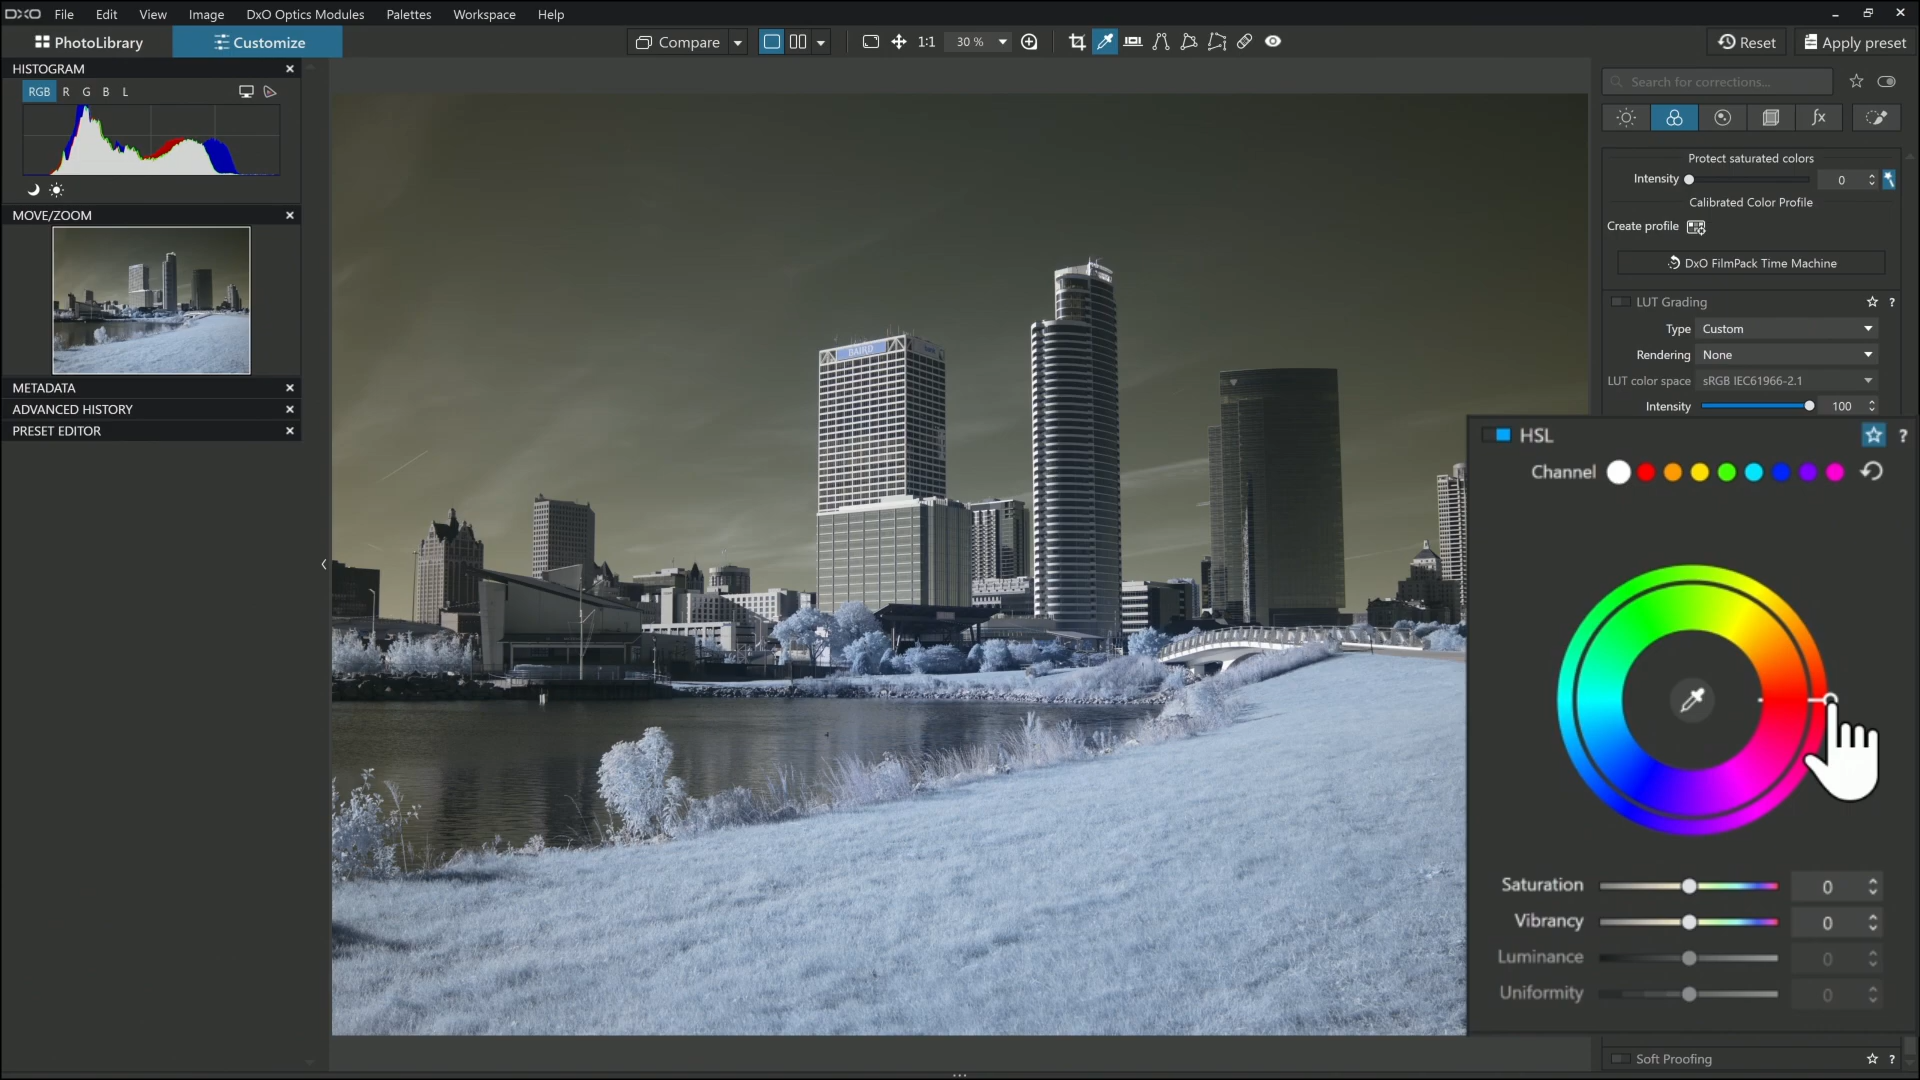 DXO File Edit View Image DxO Optics Modules Palettes Workspace Help
PhotoLibrary Customize Compare 1:1 30 % Reset Apply preset
HISTOGRAM
RGB R G B L
MOVE/ZOOM
METADATA
ADVANCED HISTORY
PRESET EDITOR
BAIRD
Search for corrections...
fx
Protect saturated colors
Intensity 0
Calibrated Color Profile
Create profile
DxO FilmPack Time Machine
LUT Grading ?
Type Custom
Rendering None
LUT color space sRGB IEC61966-2.1
Intensity 100
HSL ?
Channel
Saturation 0
Vibrancy 0
Luminance 0
Uniformity 0
Soft Proofing ?